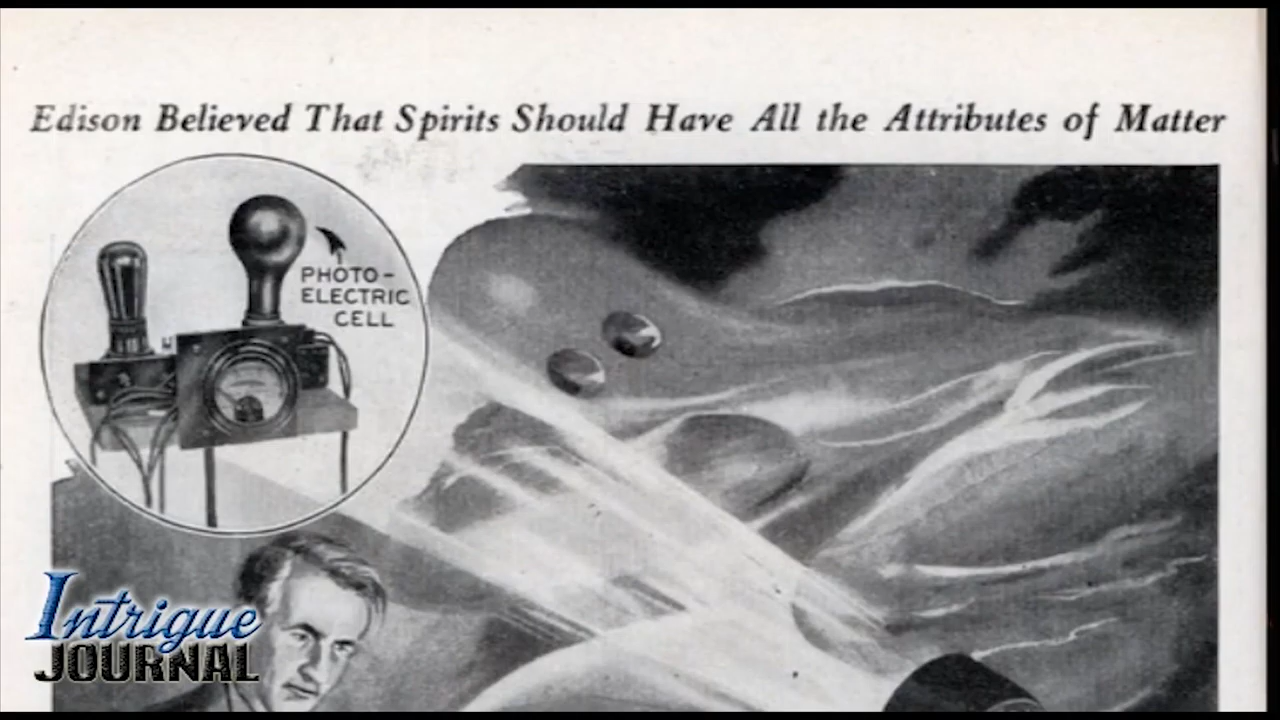 Edison Believed That Spirits Should Have All the Attributes of Matter
PHOTO-
ELECTRIC
CELL
Intrigue
JOURNAL